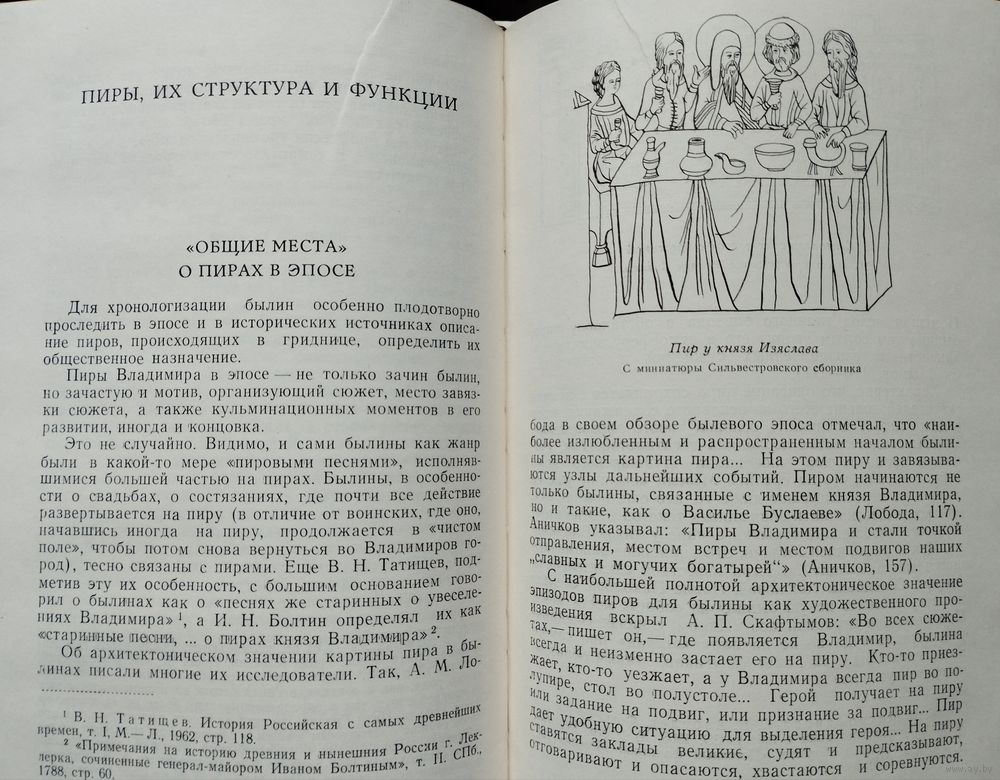 ПИРЫ, ИХ СТРУКТУРА И ФУНКЦИИ
«ОБЩИЕ МЕСТА»
О ПИРАХ В ЭПОСЕ
Для хронологизации былин особенно плодотворно
проследить в эпосе и в исторических источниках описа-
ние пиров, происходящих в гриднице, определить их
общественное назначение.
Пиры Владимира в эпосе — не только зачин былин,
но зачастую и мотив, организующий сюжет, место завяз-
ки сюжета, а также кульминационных моментов в его
развитии, иногда и концовка.
Это не случайно. Видимо, и сами былины как жанр
были в какой-то мере «пировыми песнями», исполняв-
шимися большей частью на пирах. Былины, в особенно-
сти о свадьбах, о состязаниях, где почти все действие
развертывается на пиру (в отличие от воинских, где оно,
начавшись иногда на пиру, продолжается в «чистом
поле», чтобы потом снова вернуться во Владимиров го-
род), тесно связаны с пирами. Еще В. Н. Татищев, под-
метив эту их особенность, с большим основанием гово-
рил о былинах как о «песнях же старинных о увеселе-
ниях Владимира» ¹, а И. Н. Болтин определял их как
«старинные песни, ... о пирах князя Владимира» ².
Об архитектоническом значении картины пира в бы-
линах писали многие их исследователи. Так, А. М. Ло-
¹ В. Н. Татищев. История Российская с самых древнейших
времен, т. I, М.— Л., 1962, стр. 118.
² «Примечания на историю древния и нынешния России г. Лек-
лерка, сочиненные генерал-майором Иваном Болтиным», т. II. СПб.,
1788, стр. 60.
Пир у князя Изяслава
С миниатюры Сильвестровского сборника
бода в своем обзоре былевого эпоса отмечал, что «наи-
более излюбленным и распространенным началом были-
ны является картина пира... На этом пиру и завязыва-
ются узлы дальнейших событий. Пиром начинаются не
только былины, связанные с именем князя Владимира,
но и такие, как о Василье Буслаеве» (Лобода, 117).
Аничков указывал: «Пиры Владимира и стали точкой
отправления, местом встреч и местом подвигов наших
„славных и могучих богатырей“» (Аничков, 157).
С наибольшей полнотой архитектоническое значение
эпизодов пиров для былины как художественного про-
изведения вскрыл А. П. Скафтымов: «Во всех сюже-
тах,— пишет он,— где появляется Владимир, былина
всегда и неизменно застает его на пиру. Кто-то приез-
жает, кто-то уезжает, а у Владимира всегда пир во по-
лупире, стол во полустоле... Герой получает на пиру
или задание на подвиг, или признание за подвиг... Пир
дает удобную ситуацию для выделения героя... На пиру
ставятся заклады великие, судят и предсказывают,
отговаривают и опасаются, хвастаются и соревнуются.
www.ay.by